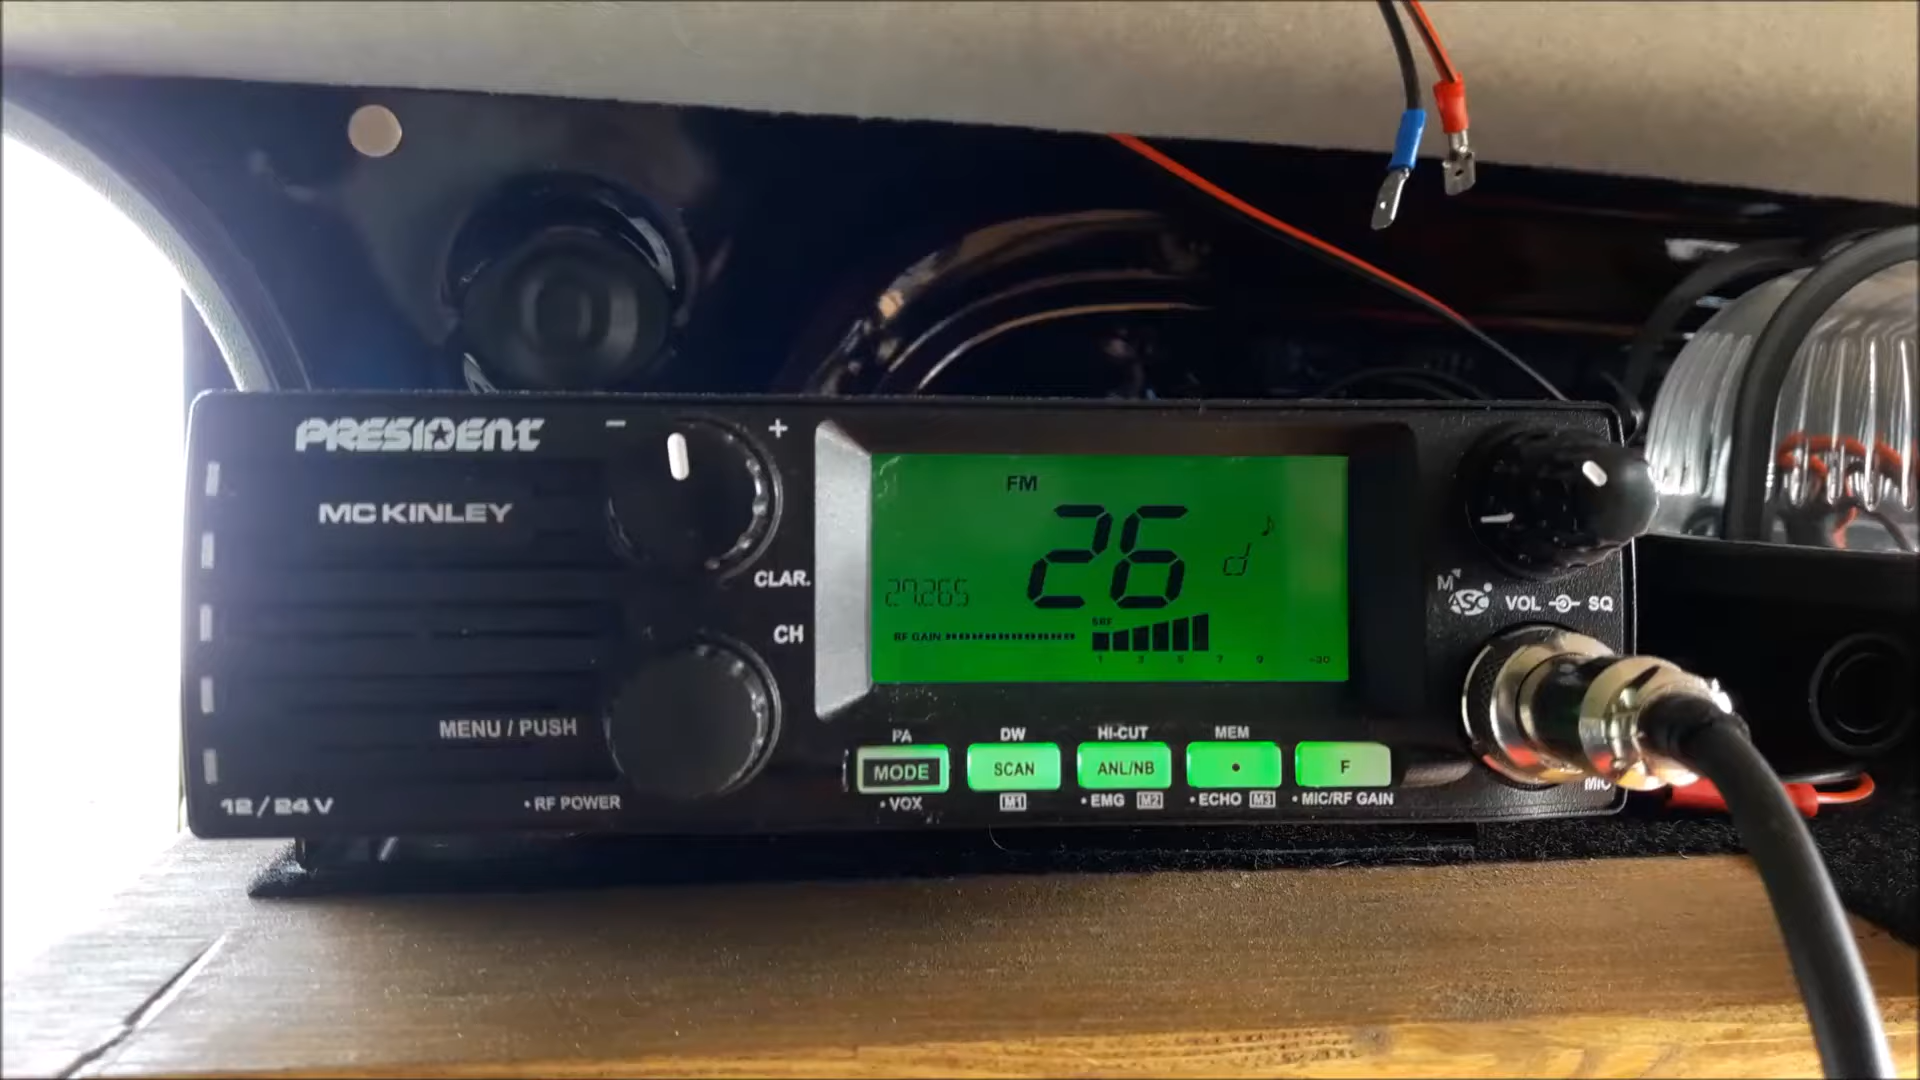 PRESIDENT
− +
MC KINLEY
CLAR.
CH
MENU / PUSH
12 / 24 V
• RF POWER
FM
26
d
27.265
RF GAIN
SRF
1 3 5 7 9 +30
PA DW HI-CUT MEM
MODE SCAN ANL/NB • F
• VOX M1 • EMG M2 • ECHO M3 • MIC/RF GAIN
M ASC VOL SQ
MIC